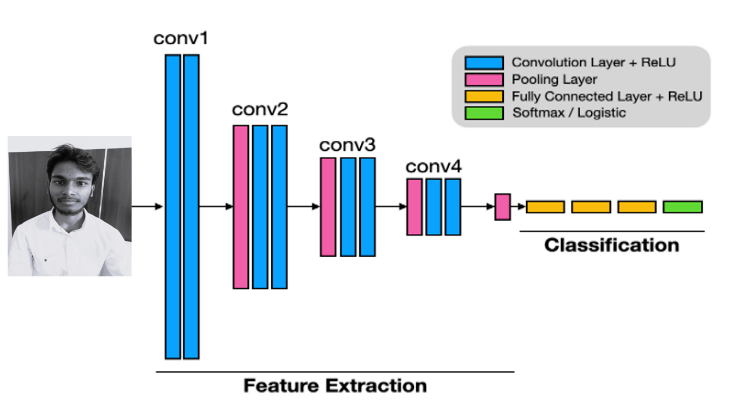 conv1
conv2
conv3
conv4
Convolution Layer + ReLU
Pooling Layer
Fully Connected Layer + ReLU
Softmax / Logistic
Classification
Feature Extraction